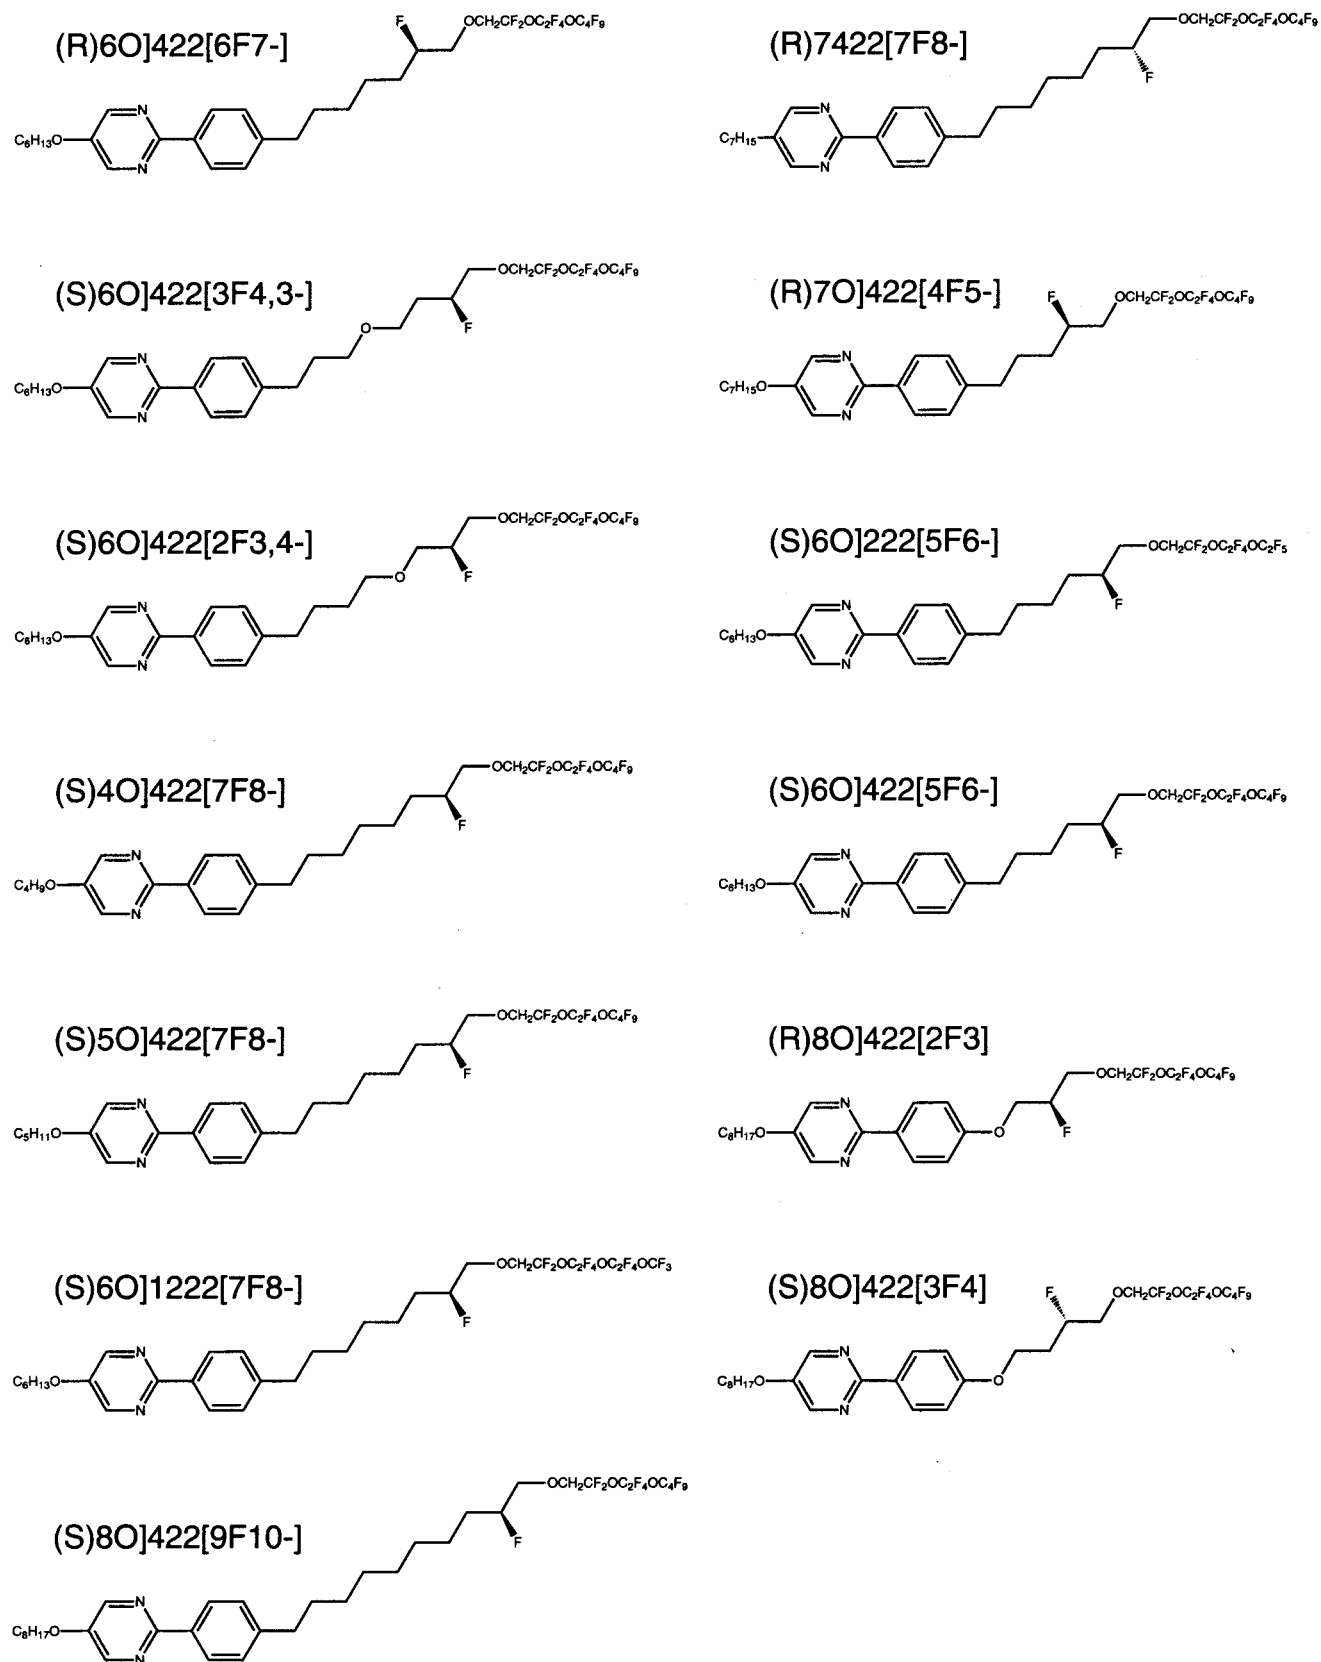 (R)6O]422[6F7-]
F
OCH₂CF₂OC₂F₄OC₄F₉
N
C₆H₁₃O
N
(R)7422[7F8-]
OCH₂CF₂OC₂F₄OC₄F₉
F
N
C₇H₁₅
N
(S)6O]422[3F4,3-]
OCH₂CF₂OC₂F₄OC₄F₉
F
O
N
C₆H₁₃O
N
(R)7O]422[4F5-]
F
OCH₂CF₂OC₂F₄OC₄F₉
N
C₇H₁₅O
N
(S)6O]422[2F3,4-]
OCH₂CF₂OC₂F₄OC₄F₉
O
F
N
C₆H₁₃O
N
(S)6O]222[5F6-]
OCH₂CF₂OC₂F₄OC₂F₅
F
N
C₆H₁₃O
N
(S)4O]422[7F8-]
OCH₂CF₂OC₂F₄OC₄F₉
F
N
C₄H₉O
N
(S)6O]422[5F6-]
OCH₂CF₂OC₂F₄OC₄F₉
F
N
C₆H₁₃O
N
(S)5O]422[7F8-]
OCH₂CF₂OC₂F₄OC₄F₉
F
N
C₅H₁₁O
N
(R)8O]422[2F3]
OCH₂CF₂OC₂F₄OC₄F₉
F
N
C₈H₁₇O
O
N
(S)6O]1222[7F8-]
OCH₂CF₂OC₂F₄OC₂F₄OCF₃
F
N
C₆H₁₃O
N
(S)8O]422[3F4]
F
OCH₂CF₂OC₂F₄OC₄F₉
N
C₈H₁₇O
O
N
(S)8O]422[9F10-]
OCH₂CF₂OC₂F₄OC₄F₉
F
N
C₈H₁₇O
N